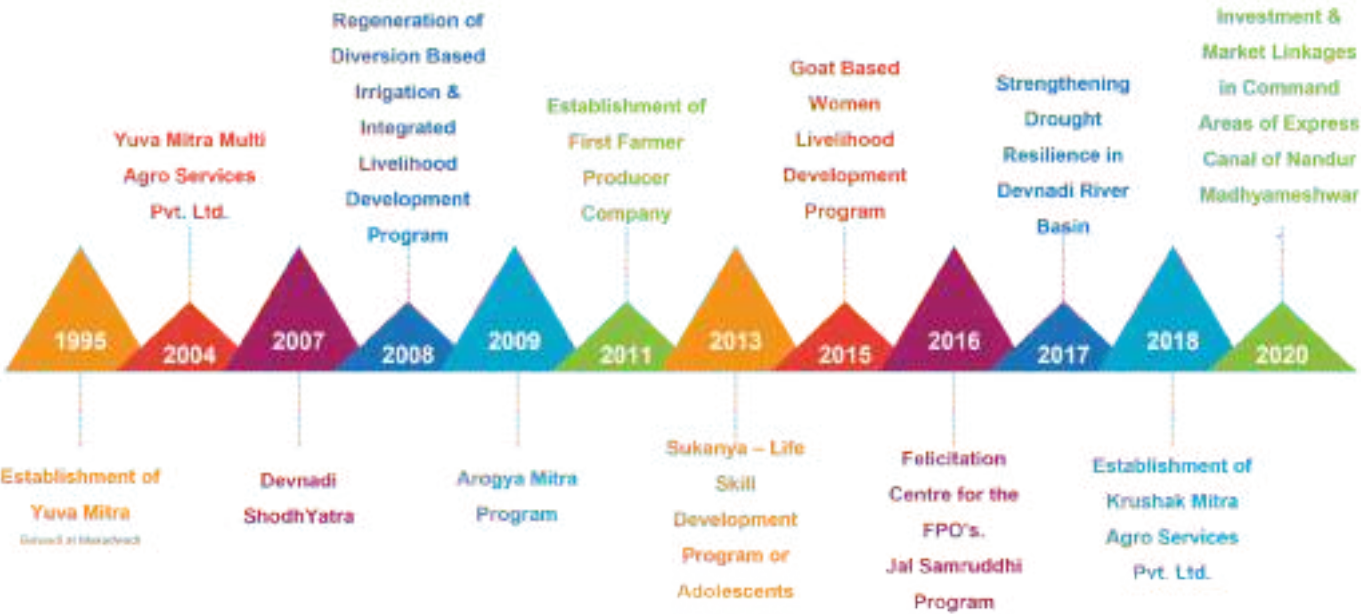 Regeneration of
Diversion Based
Irrigation &
Integrated
Livelihood
Development
Program
Investment &
Market Linkages
in Command
Areas of Express
Canal of Nandur
Madhyameshwar
Goat Based
Women
Livelihood
Development
Program
Strengthening
Drought
Resilience in
Devnadi River
Basin
Establishment of
First Farmer
Producer
Company
Yuva Mitra Multi
Agro Services
Pvt. Ltd.
1995
2004
2007
2008
2009
2011
2013
2015
2016
2017
2018
2020
Establishment of
Yuva Mitra
Devnadi
ShodhYatra
Arogya Mitra
Program
Sukanya – Life
Skill
Development
Program or
Adolescents
Felicitation
Centre for the
FPO's.
Jal Samruddhi
Program
Establishment of
Krushak Mitra
Agro Services
Pvt. Ltd.